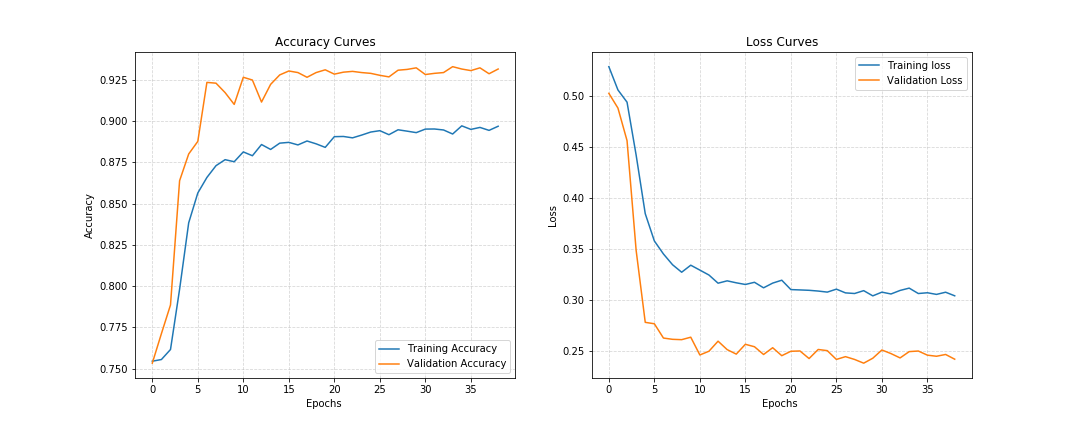 Accuracy Curves
Accuracy
0.925
0.900
0.875
0.850
0.825
0.800
0.775
0.750
Training Accuracy
Validation Accuracy
0 5 10 15 20 25 30 35
Epochs
Loss Curves
Loss
Training loss
Validation Loss
0.50
0.45
0.40
0.35
0.30
0.25
0 5 10 15 20 25 30 35
Epochs